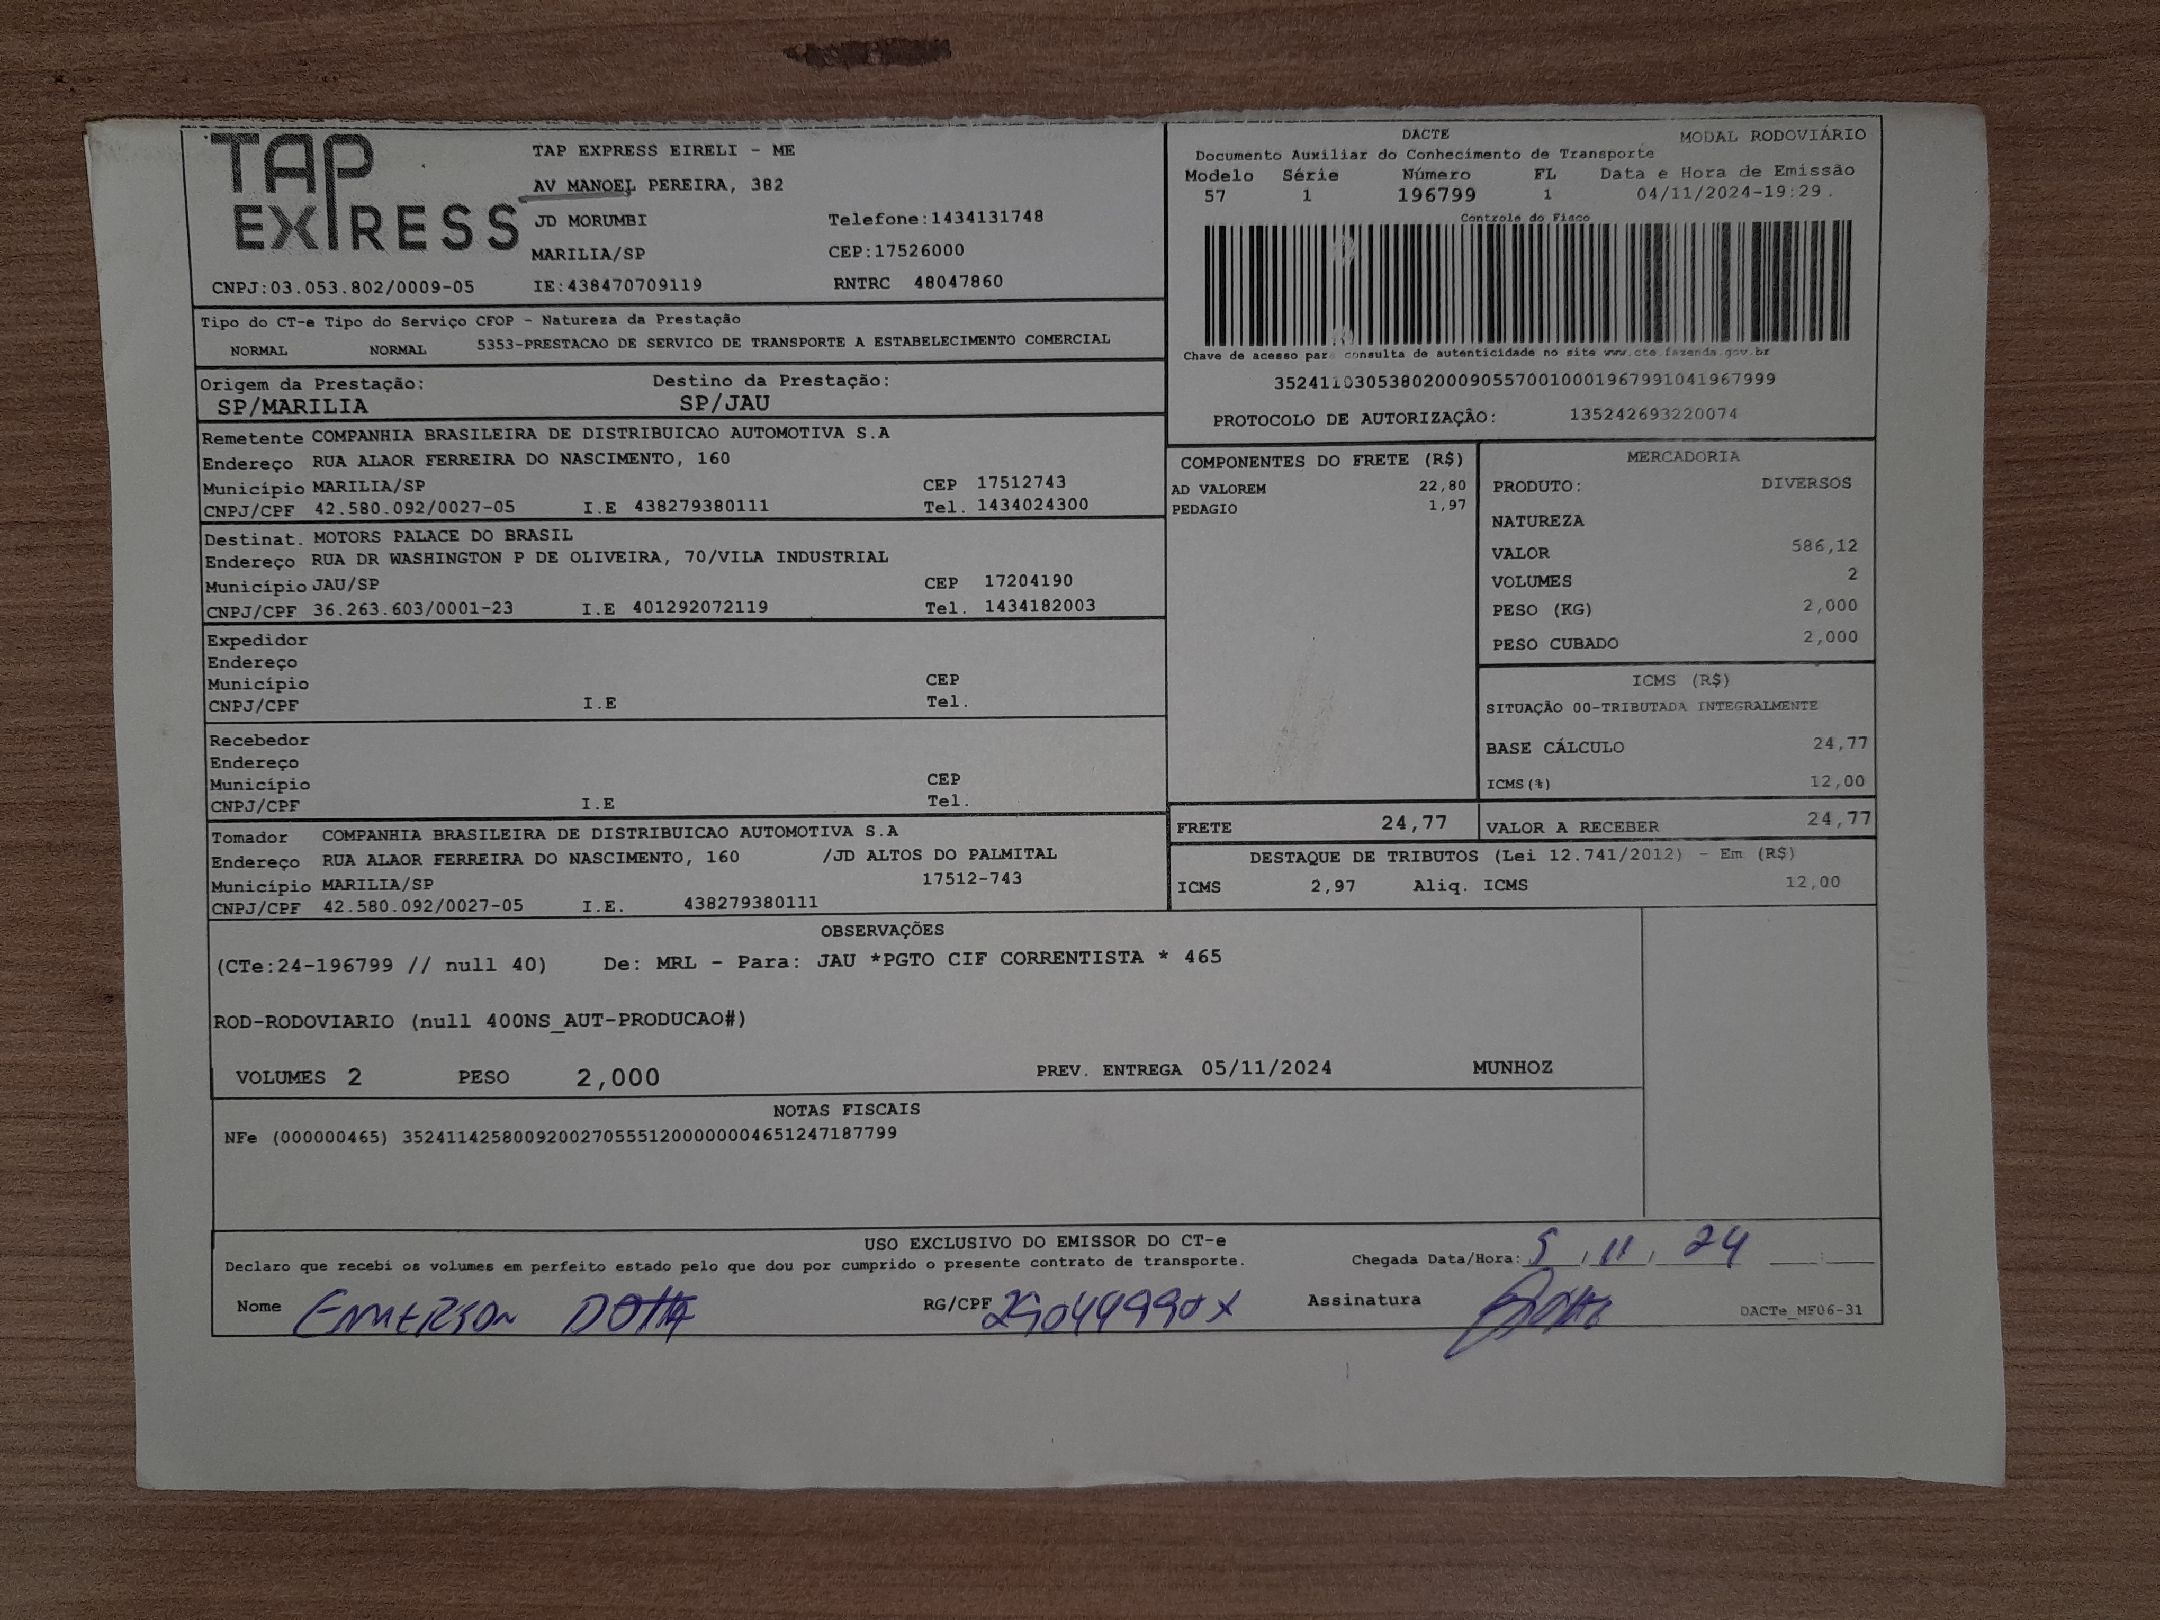 TAP EXPRESS
TAP EXPRESS EIRELI - ME
AV MANOEL PEREIRA, 382
JD MORUMBI Telefone:1434131748
MARILIA/SP CEP:17526000
CNPJ:03.053.802/0009-05 IE:438470709119 RNTRC 48047860
DACTE MODAL RODOVIÁRIO
Documento Auxiliar do Conhecimento de Transporte
Modelo Série Número FL Data e Hora de Emissão
57 1 196799 1 04/11/2024-19:29.
Controle do Fisco
Chave de acesso para consulta de autenticidade no site www.cte.fazenda.gov.br
35241103053802000905570010001967991041967999
PROTOCOLO DE AUTORIZAÇÃO: 135242693220074
Tipo do CT-e Tipo do Serviço CFOP - Natureza da Prestação
NORMAL NORMAL 5353-PRESTACAO DE SERVICO DE TRANSPORTE A ESTABELECIMENTO COMERCIAL
Origem da Prestação: Destino da Prestação:
SP/MARILIA SP/JAU
Remetente COMPANHIA BRASILEIRA DE DISTRIBUICAO AUTOMOTIVA S.A
Endereço RUA ALAOR FERREIRA DO NASCIMENTO, 160
Município MARILIA/SP CEP 17512743
CNPJ/CPF 42.580.092/0027-05 I.E 438279380111 Tel. 1434024300
Destinat. MOTORS PALACE DO BRASIL
Endereço RUA DR WASHINGTON P DE OLIVEIRA, 70/VILA INDUSTRIAL
Município JAU/SP CEP 17204190
CNPJ/CPF 36.263.603/0001-23 I.E 401292072119 Tel. 1434182003
Expedidor
Endereço
Município CEP
CNPJ/CPF I.E Tel.
Recebedor
Endereço
Município CEP
CNPJ/CPF I.E Tel.
Tomador COMPANHIA BRASILEIRA DE DISTRIBUICAO AUTOMOTIVA S.A
Endereço RUA ALAOR FERREIRA DO NASCIMENTO, 160 /JD ALTOS DO PALMITAL
Município MARILIA/SP 17512-743
CNPJ/CPF 42.580.092/0027-05 I.E. 438279380111
COMPONENTES DO FRETE (R$)
AD VALOREM 22,80
PEDAGIO 1,97
MERCADORIA
PRODUTO: DIVERSOS
NATUREZA
VALOR 586,12
VOLUMES 2
PESO (KG) 2,000
PESO CUBADO 2,000
ICMS (R$)
SITUAÇÃO 00-TRIBUTADA INTEGRALMENTE
BASE CÁLCULO 24,77
ICMS(%) 12,00
FRETE 24,77 VALOR A RECEBER 24,77
DESTAQUE DE TRIBUTOS (Lei 12.741/2012) - Em (R$)
ICMS 2,97 Aliq. ICMS 12,00
OBSERVAÇÕES
(CTe:24-196799 // null 40) De: MRL - Para: JAU *PGTO CIF CORRENTISTA * 465
ROD-RODOVIARIO (null 400NS_AUT-PRODUCAO#)
VOLUMES 2 PESO 2,000 PREV. ENTREGA 05/11/2024 MUNHOZ
NOTAS FISCAIS
NFe (000000465) 35241142580092002705551200000004651247187799
USO EXCLUSIVO DO EMISSOR DO CT-e
Declaro que recebi os volumes em perfeito estado pelo que dou por cumprido o presente contrato de transporte. Chegada Data/Hora: 5 / 11 / 24 __:__
Nome EMERSON DOTTA RG/CPF Assinatura
DACTe_MF06-31